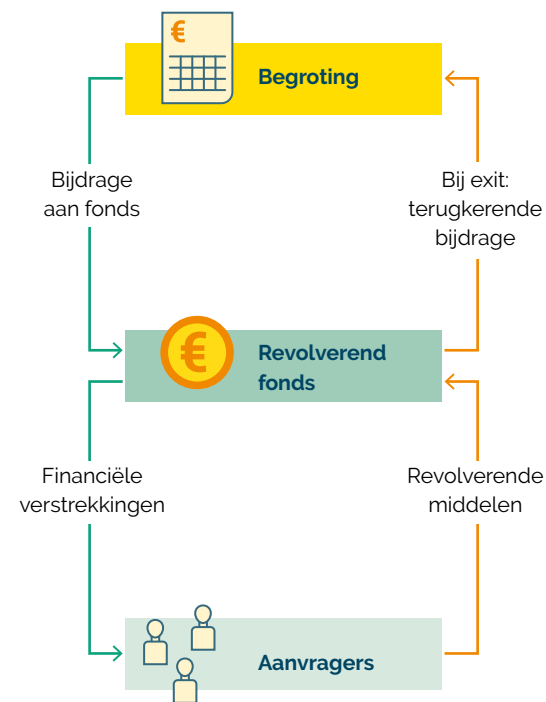 €
Begroting
Bijdrage
aan fonds
Bij exit:
terugkerende
bijdrage
€
Revolverend
fonds
Financiële
verstrekkingen
Revolverende
middelen
Aanvragers